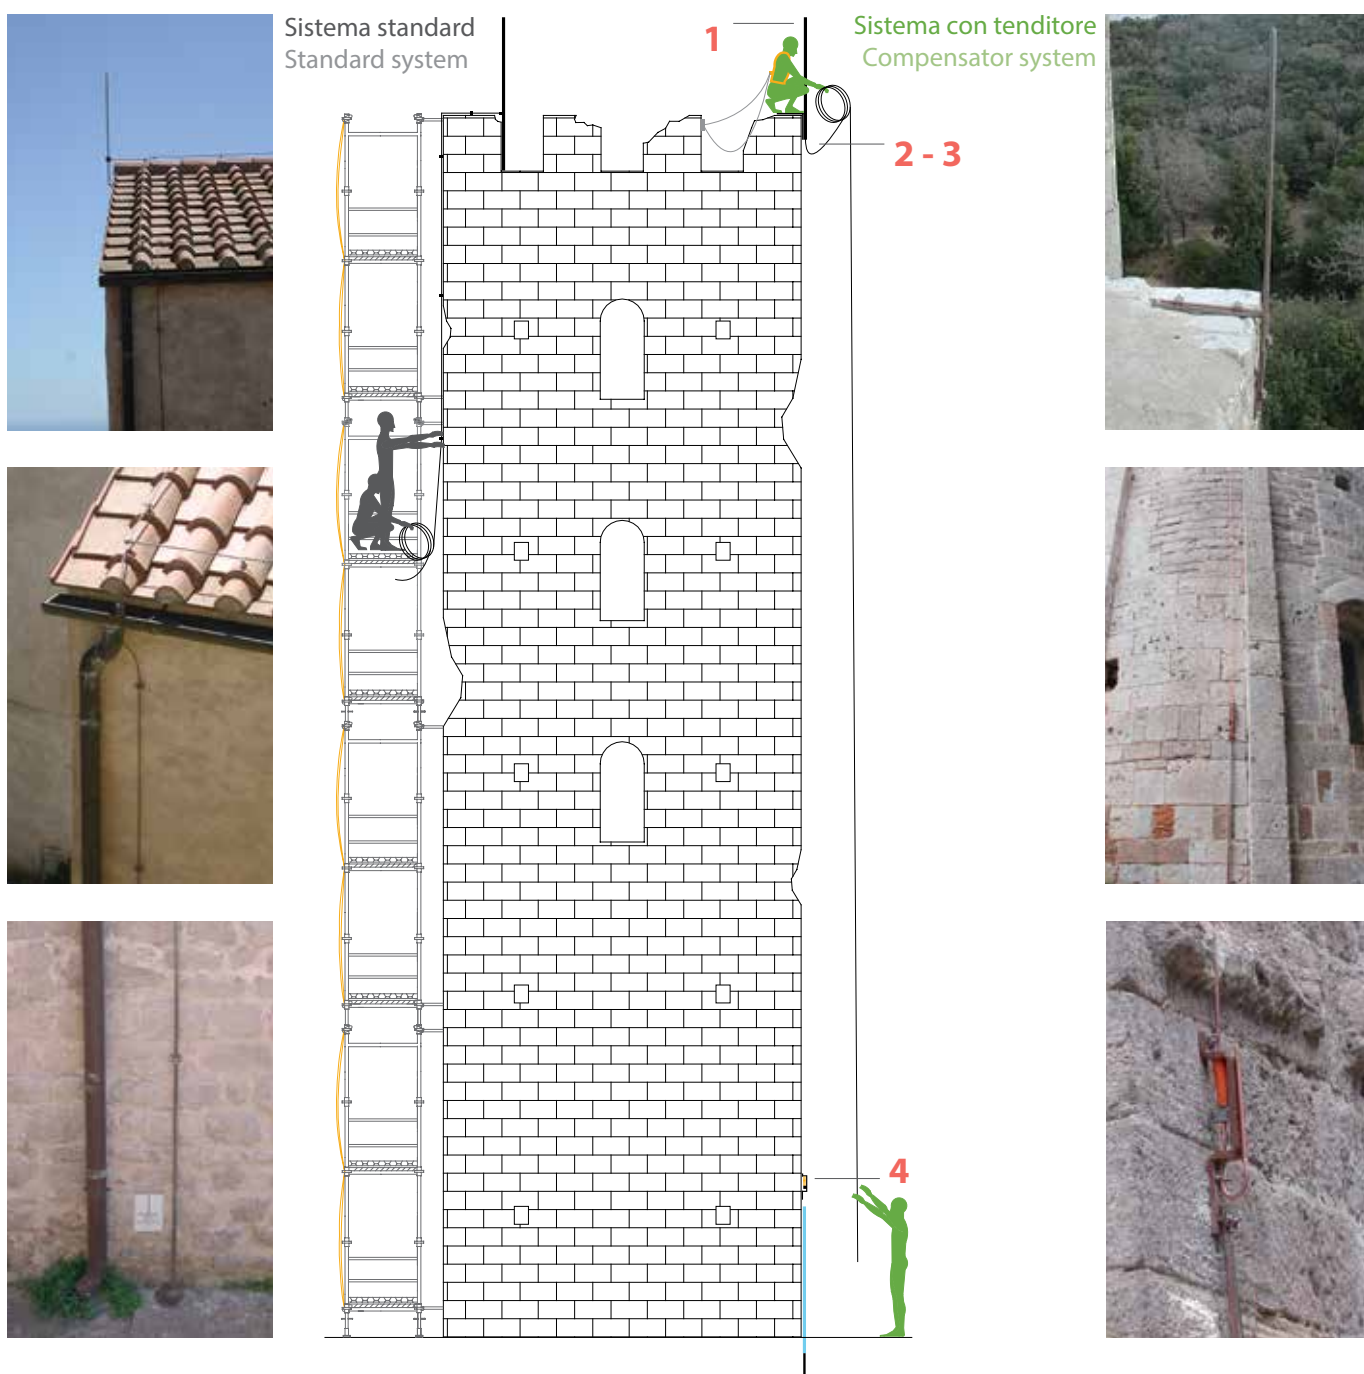 Sistema standard
Standard system
1
Sistema con tenditore
Compensator system
2 - 3
4